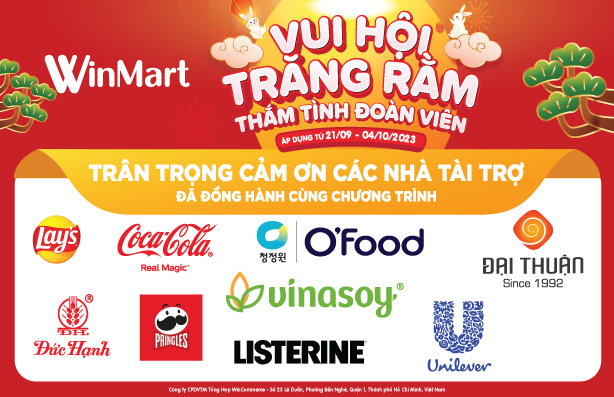 WinMart
VUI HỘI
TRĂNG RẰM
THẮM TÌNH ĐOÀN VIÊN
ÁP DỤNG TỪ 21/09 - 04/10/2023
TRÂN TRỌNG CẢM ƠN CÁC NHÀ TÀI TRỢ
ĐÃ ĐỒNG HÀNH CÙNG CHƯƠNG TRÌNH
Lay's
Coca-Cola
Real Magic
청정원
O'Food
ĐẠI THUẬN
Since 1992
vinasoy®
ĐH ®
Đức Hạnh
PRINGLES
LISTERINE
Unilever
Công ty CPDVTM Tổng Hợp WinCommerce - Số 23 Lê Duẩn, Phường Bến Nghé, Quận 1, Thành phố Hồ Chí Minh, Việt Nam